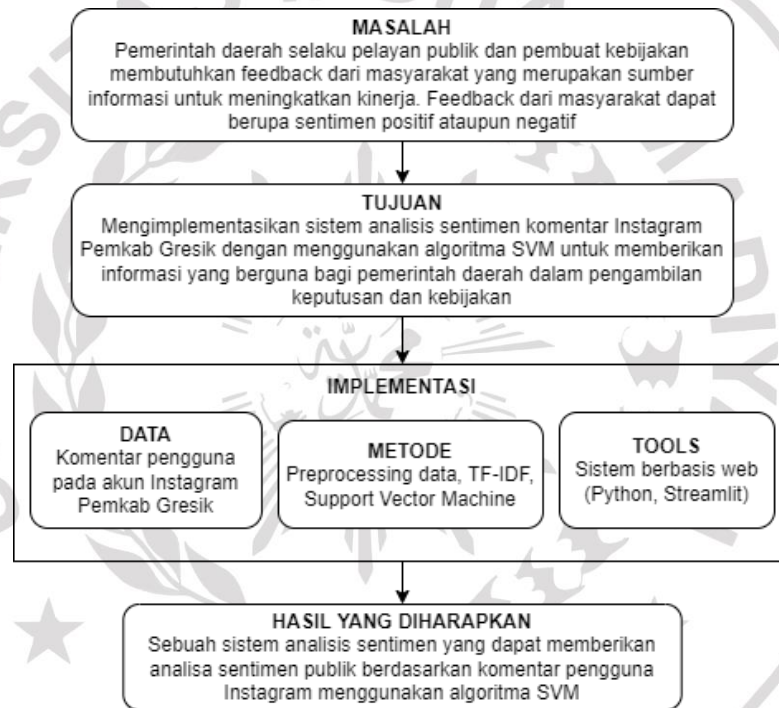 MASALAH
Pemerintah daerah selaku pelayan publik dan pembuat kebijakan
membutuhkan feedback dari masyarakat yang merupakan sumber
informasi untuk meningkatkan kinerja. Feedback dari masyarakat dapat
berupa sentimen positif ataupun negatif
TUJUAN
Mengimplementasikan sistem analisis sentimen komentar Instagram
Pemkab Gresik dengan menggunakan algoritma SVM untuk memberikan
informasi yang berguna bagi pemerintah daerah dalam pengambilan
keputusan dan kebijakan
IMPLEMENTASI
DATA
Komentar pengguna
pada akun Instagram
Pemkab Gresik
METODE
Preprocessing data, TF-IDF,
Support Vector Machine
TOOLS
Sistem berbasis web
(Python, Streamlit)
HASIL YANG DIHARAPKAN
Sebuah sistem analisis sentimen yang dapat memberikan
analisa sentimen publik berdasarkan komentar pengguna
Instagram menggunakan algoritma SVM